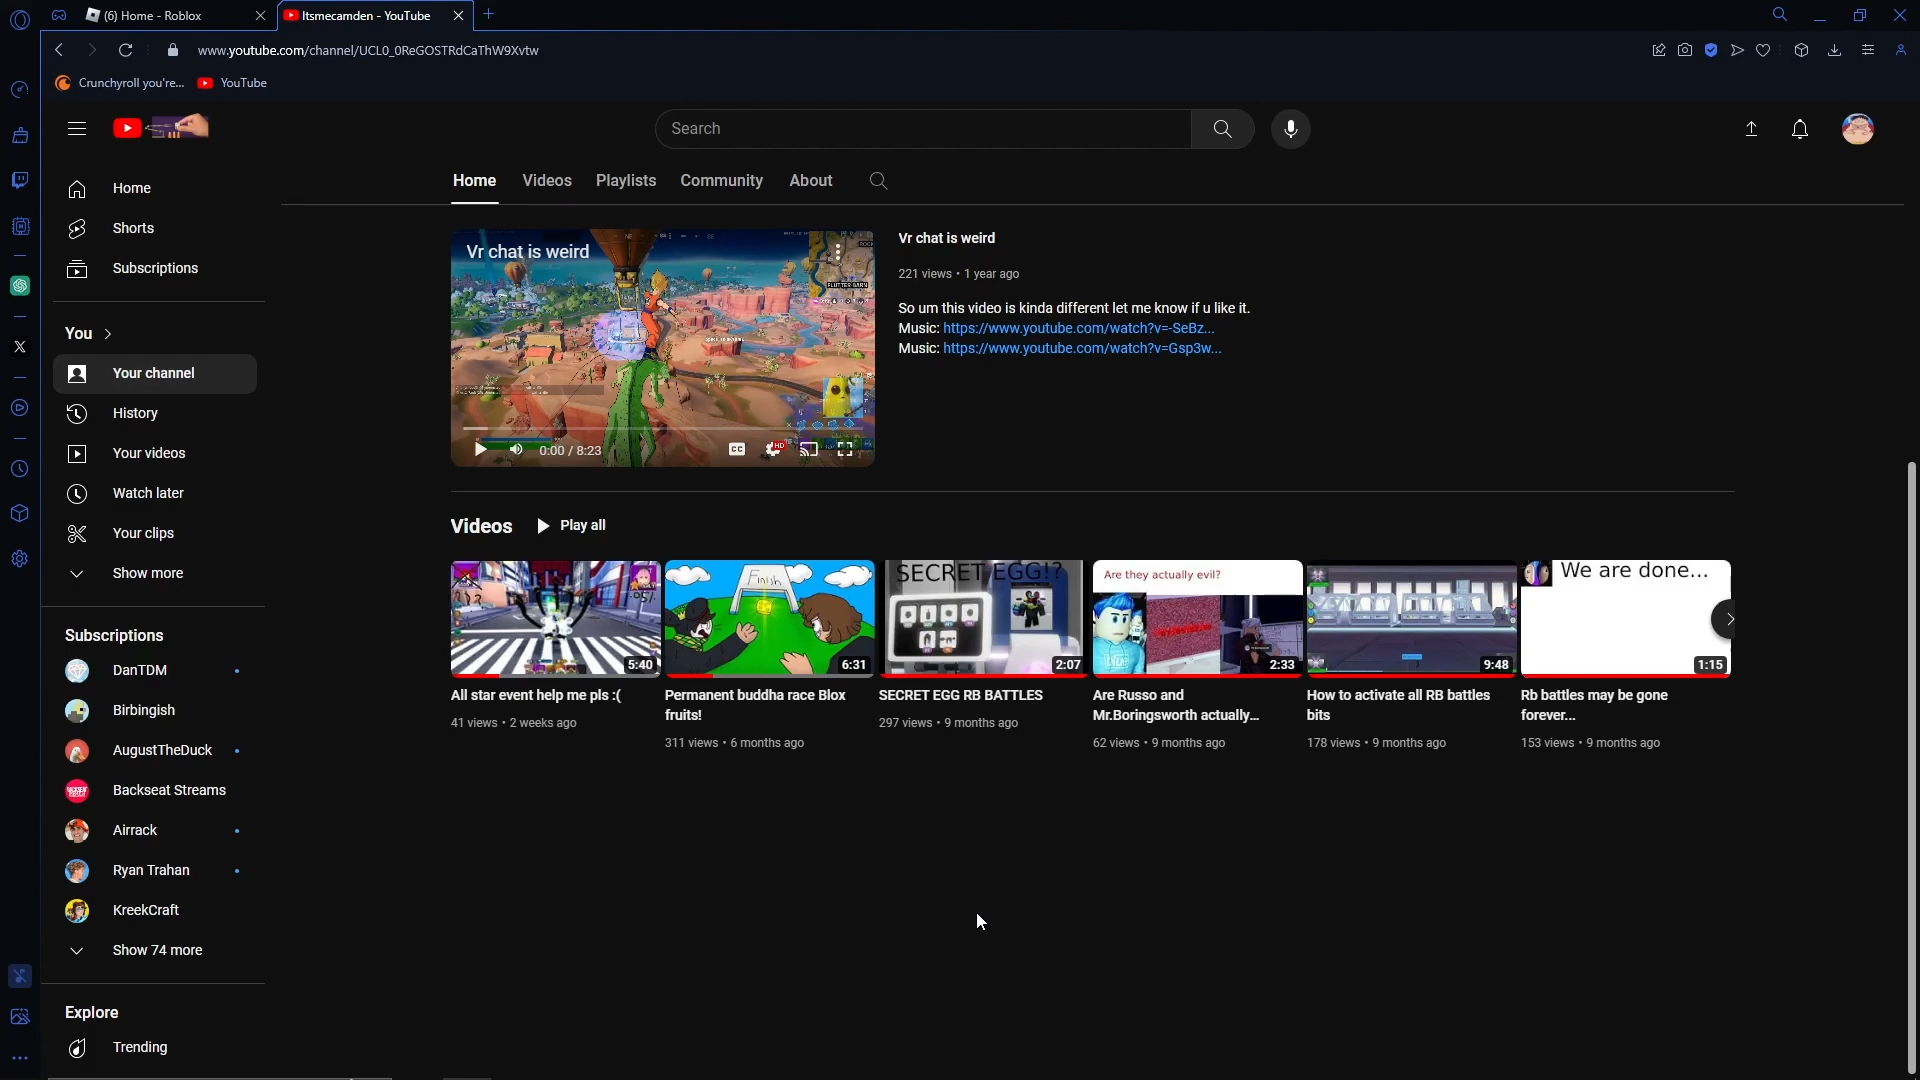 (6) Home - Roblox
Itsmecamden - YouTube
www.youtube.com/channel/UCL0_0ReGOSTRdCaThW9Xvtw
Crunchyroll you're...
YouTube
Search
Home
Videos
Playlists
Community
About
Home
Shorts
Subscriptions
You
Your channel
History
Your videos
Watch later
Your clips
Show more
Subscriptions
DanTDM
Birbingish
AugustTheDuck
Backseat Streams
Airrack
Ryan Trahan
KreekCraft
Show 74 more
Explore
Trending
Vr chat is weird
NE
FLUTTER BARN
0:00 / 8:23
CC
HD
Vr chat is weird
221 views • 1 year ago
So um this video is kinda different let me know if u like it.
Music: https://www.youtube.com/watch?v=-SeBz...
Music: https://www.youtube.com/watch?v=Gsp3w...
Videos
Play all
5:40
All star event help me pls :(
41 views • 2 weeks ago
Finish
6:31
Permanent buddha race Blox
fruits!
311 views • 6 months ago
SECRET EGG!?
2:07
SECRET EGG RB BATTLES
297 views • 9 months ago
Are they actually evil?
2:33
Are Russo and
Mr.Boringsworth actually...
62 views • 9 months ago
9:48
How to activate all RB battles
bits
178 views • 9 months ago
We are done...
1:15
Rb battles may be gone
forever...
153 views • 9 months ago